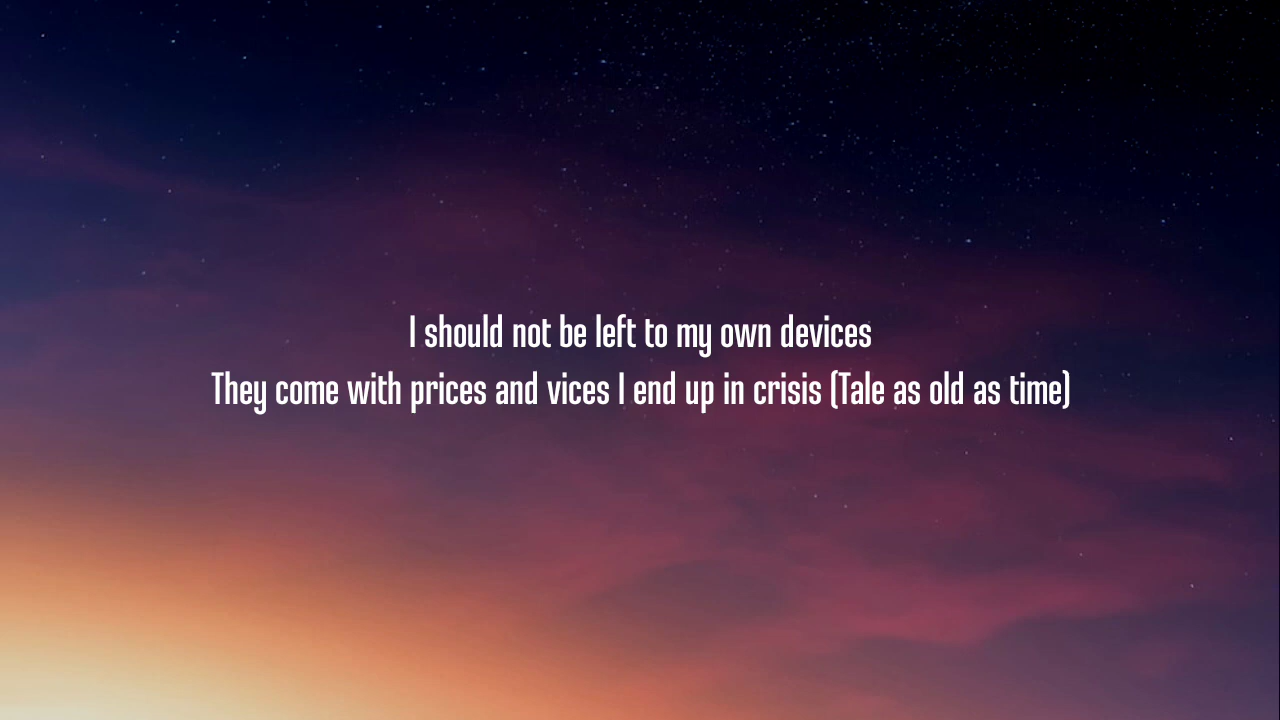 I should not be left to my own devices
They come with prices and vices I end up in crisis (Tale as old as time)